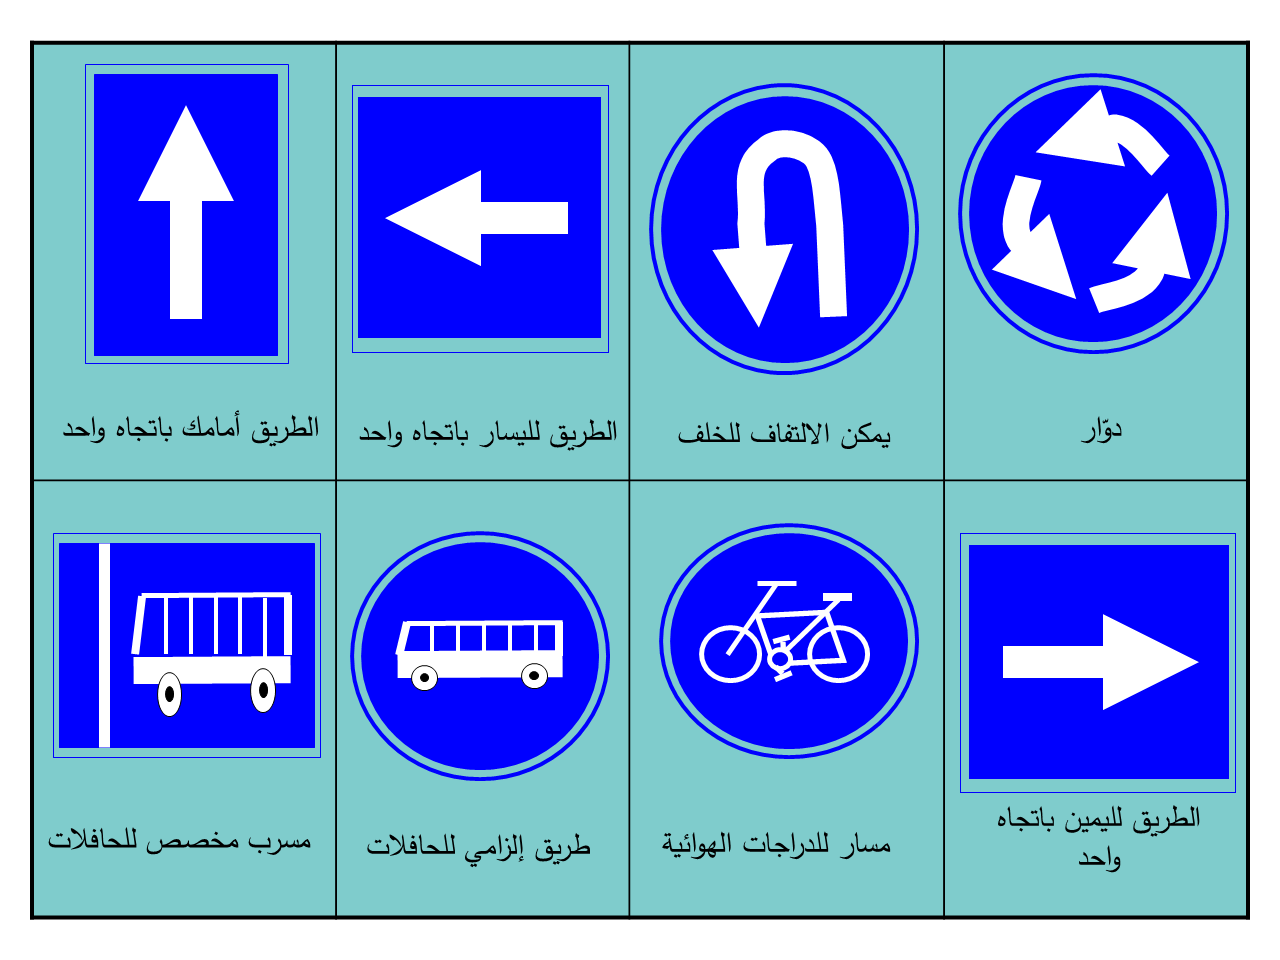 دوّار
يمكن الالتفاف للخلف
الطريق لليسار باتجاه واحد
الطريق أمامك باتجاه واحد
الطريق لليمين باتجاه
واحد
مسار للدراجات الهوائية
طريق إلزامي للحافلات
مسرب مخصص للحافلات